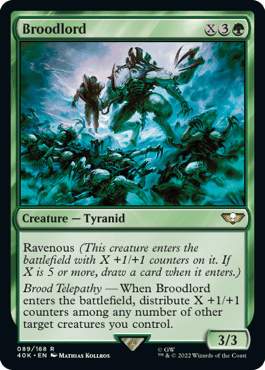 Broodlord X3
Creature — Tyranid
Ravenous (This creature enters the
battlefield with X +1/+1 counters on it. If
X is 5 or more, draw a card when it enters.)
Brood Telepathy — When Broodlord
enters the battlefield, distribute X +1/+1
counters among any number of other
target creatures you control.
3/3
089/168 R
40K • EN MATHIAS KOLLROS
© GW
™ & © 2022 Wizards of the Coast